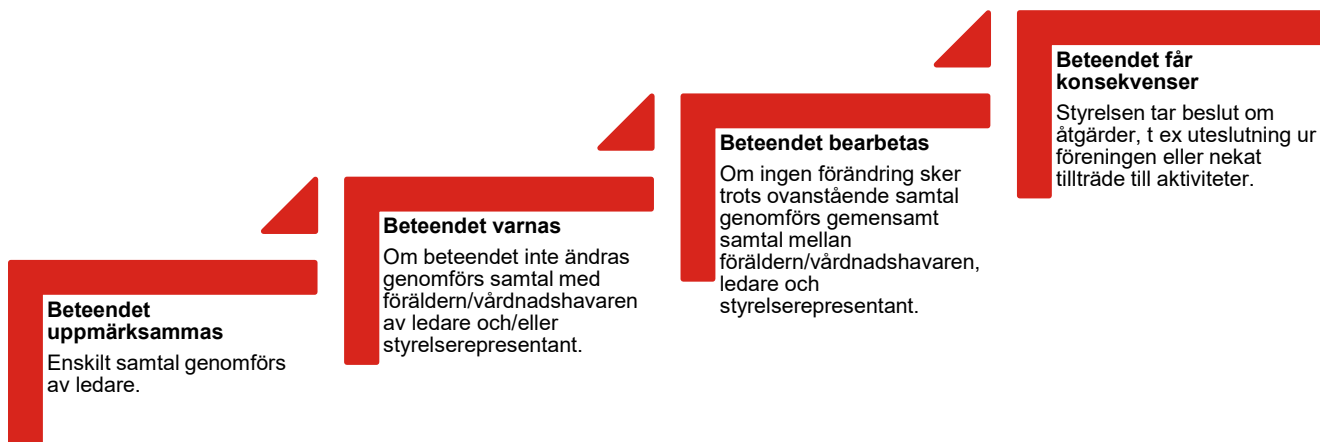 Beteendet
uppmärksammas
Enskilt samtal genomförs
av ledare.
Beteendet varnas
Om beteendet inte ändras
genomförs samtal med
föräldern/vårdnadshavaren
av ledare och/eller
styrelserepresentant.
Beteendet bearbetas
Om ingen förändring sker
trots ovanstående samtal
genomförs gemensamt
samtal mellan
föräldern/vårdnadshavaren,
ledare och
styrelserepresentant.
Beteendet får
konsekvenser
Styrelsen tar beslut om
åtgärder, t ex uteslutning ur
föreningen eller nekat
tillträde till aktiviteter.